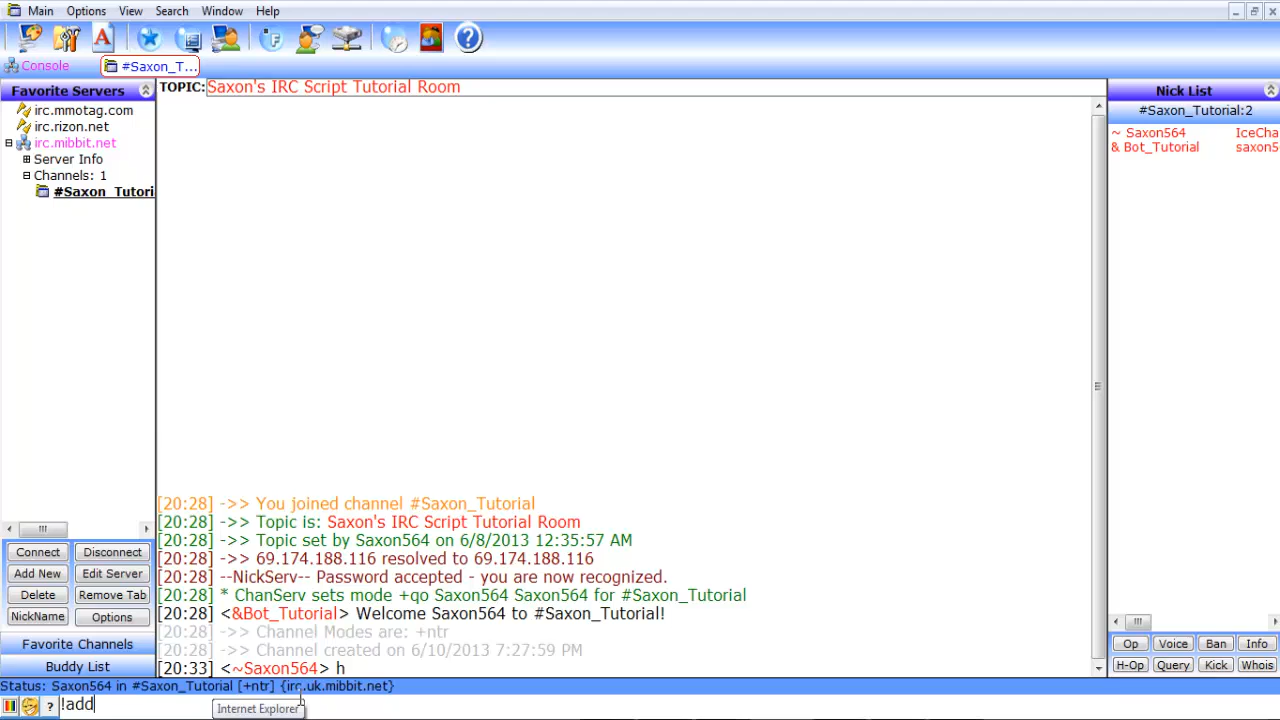 Main Options View Search Window Help
Console #Saxon_T...
Favorite Servers
irc.mmotag.com
irc.rizon.net
irc.mibbit.net
Server Info
Channels: 1
#Saxon_Tutori
Connect Disconnect
Add New Edit Server
Delete Remove Tab
NickName Options
Favorite Channels
Buddy List
TOPIC: Saxon's IRC Script Tutorial Room
[20:28] ->> You joined channel #Saxon_Tutorial
[20:28] ->> Topic is: Saxon's IRC Script Tutorial Room
[20:28] ->> Topic set by Saxon564 on 6/8/2013 12:35:57 AM
[20:28] ->> 69.174.188.116 resolved to 69.174.188.116
[20:28] --NickServ-- Password accepted - you are now recognized.
[20:28] * ChanServ sets mode +qo Saxon564 Saxon564 for #Saxon_Tutorial
[20:28] <&Bot_Tutorial> Welcome Saxon564 to #Saxon_Tutorial!
[20:28] ->> Channel Modes are: +ntr
[20:28] ->> Channel created on 6/10/2013 7:27:59 PM
[20:33] <~Saxon564> h
Nick List
#Saxon_Tutorial:2
~ Saxon564 IceCha
& Bot_Tutorial saxon5
Op Voice Ban Info
H-Op Query Kick Whois
Status: Saxon564 in #Saxon_Tutorial [+ntr] {irc.uk.mibbit.net}
? !add
Internet Explorer